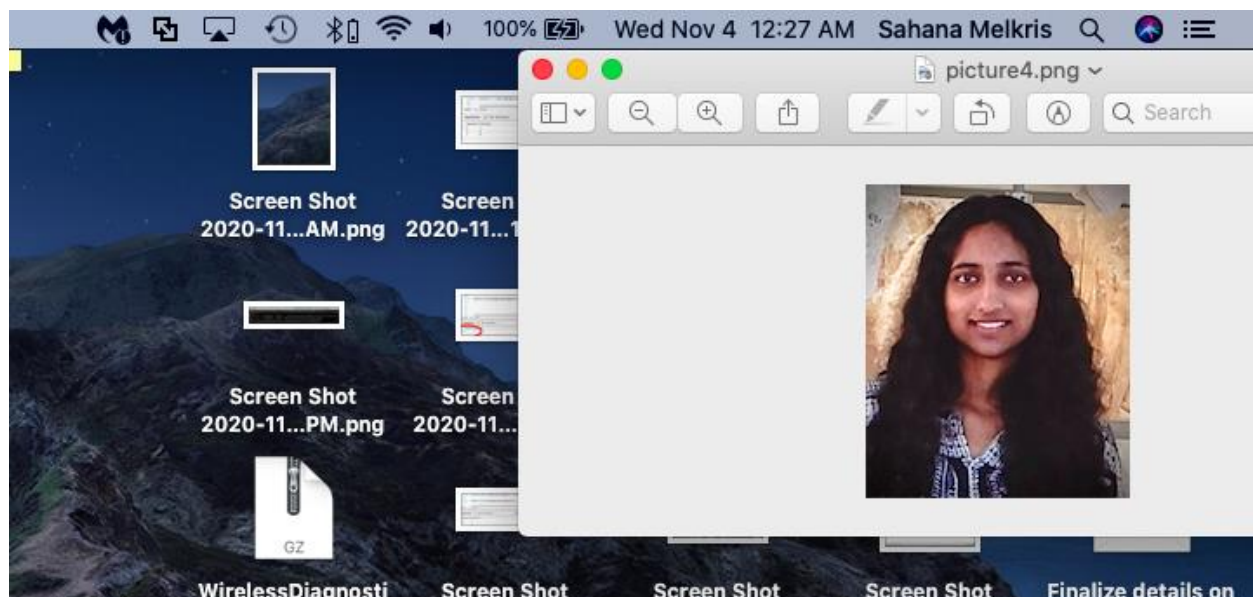 100% Wed Nov 4 12:27 AM Sahana Melkris
picture4.png
Search
Screen Shot
2020-11...AM.png
Screen
2020-11...1
Screen Shot
2020-11...PM.png
Screen
2020-11...
GZ
WirelessDiagnosti
Screen Shot
Screen Shot
Screen Shot
Finalize details on